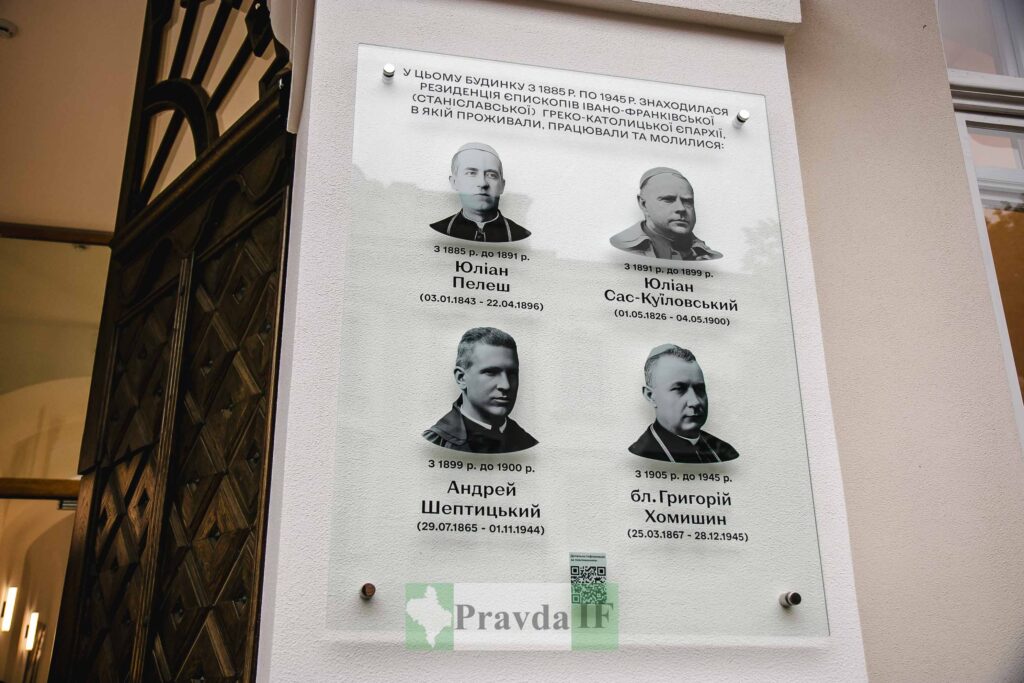 У ЦЬОМУ БУДИНКУ З 1885 Р. ПО 1945 Р. ЗНАХОДИЛАСЯ
РЕЗИДЕНЦІЯ ЄПИСКОПІВ ІВАНО-ФРАНКІВСЬКОЇ
(СТАНІСЛАВСЬКОЇ) ГРЕКО-КАТОЛИЦЬКОЇ ЄПАРХІЇ,
В ЯКІЙ ПРОЖИВАЛИ, ПРАЦЮВАЛИ ТА МОЛИЛИСЯ:
З 1885 р. до 1891 р.
Юліан
Пелеш
(03.01.1843 - 22.04.1896)
З 1891 р. до 1899 р.
Юліан
Сас-Куїловський
(01.05.1826 - 04.05.1900)
З 1899 р. до 1900 р.
Андрей
Шептицький
(29.07.1865 - 01.11.1944)
З 1905 р. до 1945 р.
бл. Григорій
Хомишин
(25.03.1867 - 28.12.1945)
Pravda IF